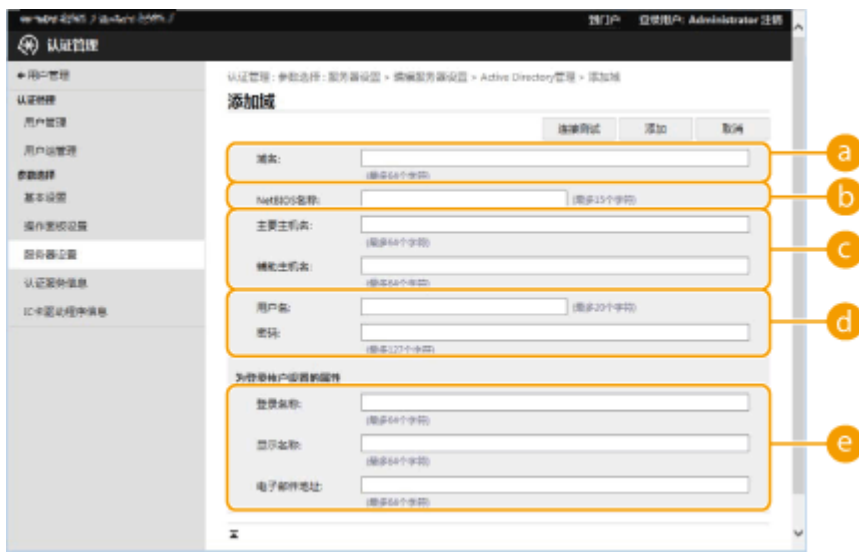 到门户 登录用户: Administrator 注销
认证管理
用户管理
认证管理
用户管理
用户组管理
参数选择
基本设置
操作面板设置
服务器设置
认证服务信息
IC卡驱动程序信息
认证管理 : 参数选择 : 服务器设置 > 编辑服务器设置 > Active Directory管理 > 添加域
添加域
连接测试 添加 取消
域名:
(最多64个字符)
NetBIOS名称: (最多15个字符)
主要主机名:
(最多64个字符)
辅助主机名:
(最多64个字符)
用户名: (最多20个字符)
密码:
(最多127个字符)
为登录帐户设置的属性
登录名称:
(最多64个字符)
显示名称:
(最多64个字符)
电子邮件地址:
(最多64个字符)
a
b
c
d
e